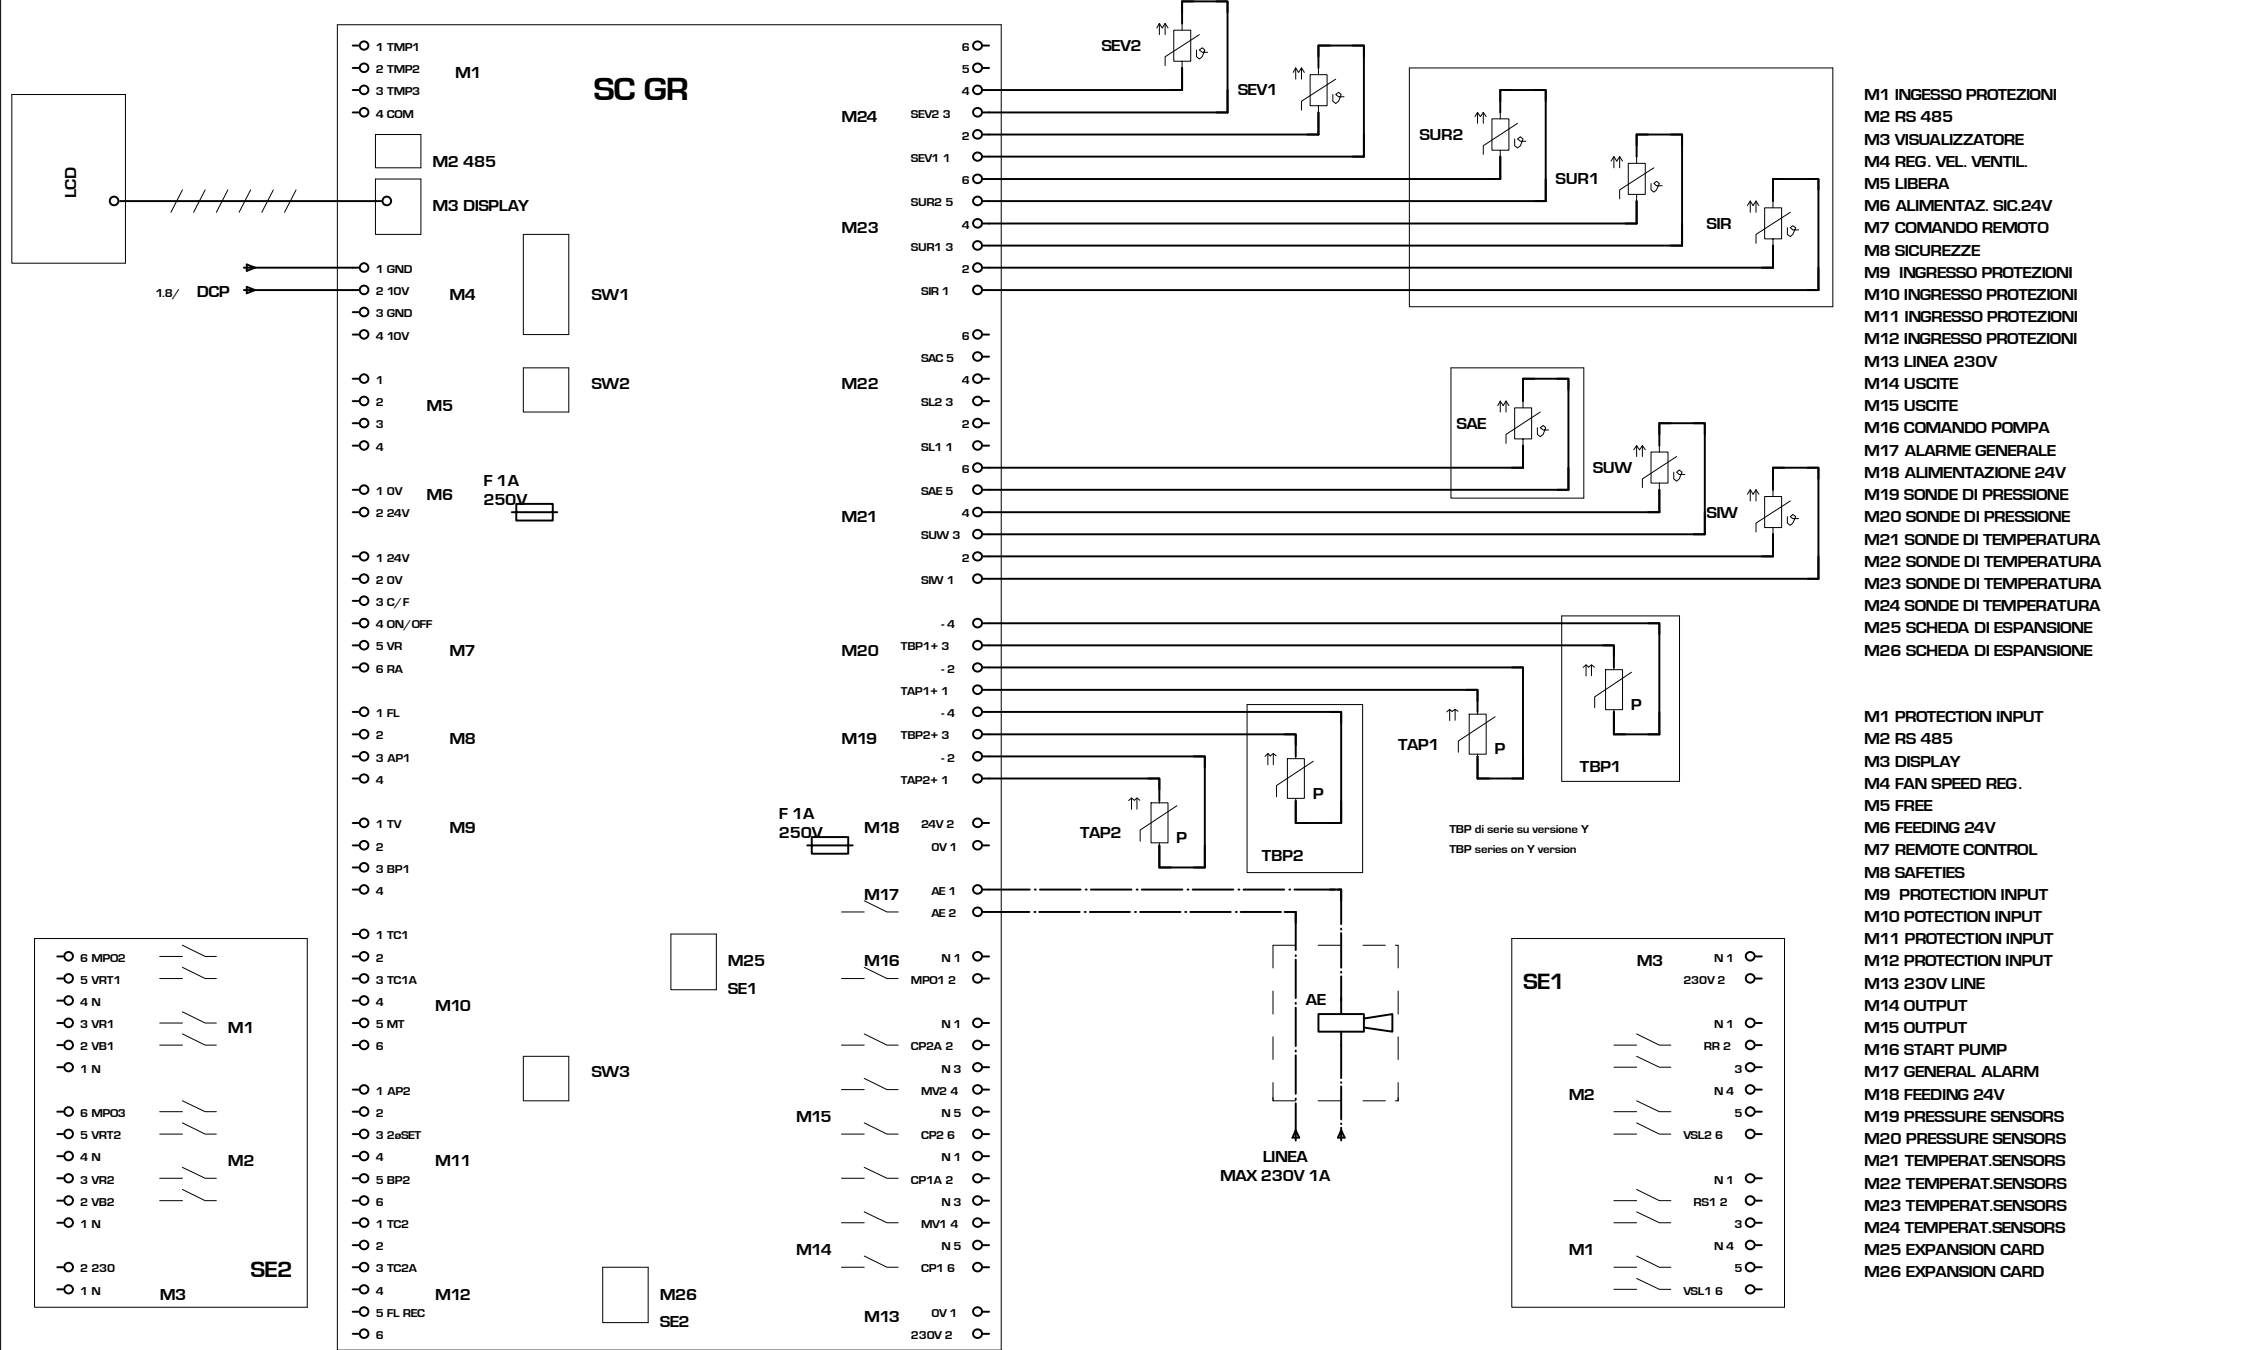 LCD
1.8/ DCP
SC GR
1 TMP1
2 TMP2
3 TMP3
4 COM
M1
M2 485
M3 DISPLAY
1 GND
2 10V
3 GND
4 10V
M4
SW1
1
2
3
4
M5
SW2
1 0V
2 24V
M6
F 1A
250V
1 24V
2 0V
3 C/F
4 ON/OFF
5 VR
6 RA
M7
1 FL
2
3 AP1
4
M8
1 TV
2
3 BP1
4
M9
1 TC1
2
3 TC1A
4
5 MT
6
M10
SW3
1 AP2
2
3 2øSET
4
5 BP2
6
M11
1 TC2
2
3 TC2A
4
5 FL REC
6
M12
M25
SE1
M26
SE2
6
5
4
SEV2 3
2
SEV1 1
M24
6
SUR2 5
4
SUR1 3
2
SIR 1
M23
6
SAC 5
4
SL2 3
2
SL1 1
M22
6
SAE 5
4
SUW 3
2
SIW 1
M21
- 4
TBP1+ 3
- 2
TAP1+ 1
M20
- 4
TBP2+ 3
- 2
TAP2+ 1
M19
F 1A
250V
M18
24V 2
0V 1
M17
AE 1
AE 2
M16
N 1
MPO1 2
N 1
CP2A 2
N 3
MV2 4
N 5
CP2 6
M15
N 1
CP1A 2
N 3
MV1 4
N 5
CP1 6
M14
M13
0V 1
230V 2
SEV2
SEV1
SUR2
SUR1
SIR
SAE
SUW
SIW
TBP1
P
TAP1
P
TBP2
P
TAP2
P
TBP di serie su versione Y
TBP series on Y version
AE
LINEA
MAX 230V 1A
6 MPO2
5 VRT1
4 N
3 VR1
2 VB1
1 N
M1
6 MPO3
5 VRT2
4 N
3 VR2
2 VB2
1 N
M2
2 230
1 N
M3
SE2
SE1
M3
N 1
230V 2
N 1
RR 2
3
N 4
5
VSL2 6
M2
N 1
RS1 2
3
N 4
5
VSL1 6
M1
M1 INGESSO PROTEZIONI
M2 RS 485
M3 VISUALIZZATORE
M4 REG. VEL. VENTIL.
M5 LIBERA
M6 ALIMENTAZ. SIC.24V
M7 COMANDO REMOTO
M8 SICUREZZE
M9 INGRESSO PROTEZIONI
M10 INGRESSO PROTEZIONI
M11 INGRESSO PROTEZIONI
M12 INGRESSO PROTEZIONI
M13 LINEA 230V
M14 USCITE
M15 USCITE
M16 COMANDO POMPA
M17 ALARME GENERALE
M18 ALIMENTAZIONE 24V
M19 SONDE DI PRESSIONE
M20 SONDE DI PRESSIONE
M21 SONDE DI TEMPERATURA
M22 SONDE DI TEMPERATURA
M23 SONDE DI TEMPERATURA
M24 SONDE DI TEMPERATURA
M25 SCHEDA DI ESPANSIONE
M26 SCHEDA DI ESPANSIONE
M1 PROTECTION INPUT
M2 RS 485
M3 DISPLAY
M4 FAN SPEED REG.
M5 FREE
M6 FEEDING 24V
M7 REMOTE CONTROL
M8 SAFETIES
M9 PROTECTION INPUT
M10 POTECTION INPUT
M11 PROTECTION INPUT
M12 PROTECTION INPUT
M13 230V LINE
M14 OUTPUT
M15 OUTPUT
M16 START PUMP
M17 GENERAL ALARM
M18 FEEDING 24V
M19 PRESSURE SENSORS
M20 PRESSURE SENSORS
M21 TEMPERAT.SENSORS
M22 TEMPERAT.SENSORS
M23 TEMPERAT.SENSORS
M24 TEMPERAT.SENSORS
M25 EXPANSION CARD
M26 EXPANSION CARD